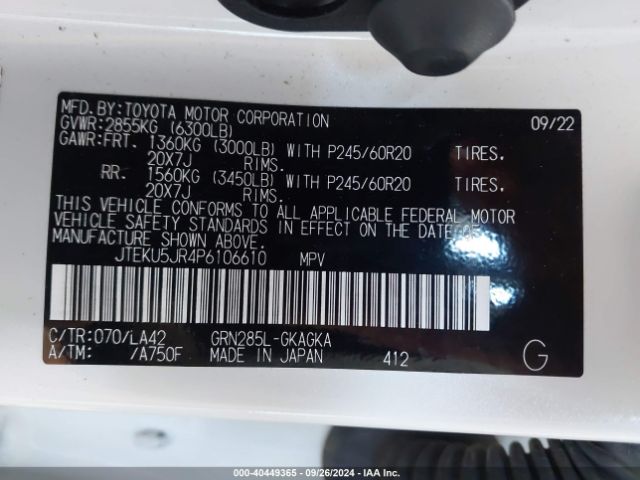 MFD.BY:TOYOTA MOTOR CORPORATION 09/22
GVWR:2855KG (6300LB)
GAWR:FRT. 1360KG (3000LB) WITH P245/60R20 TIRES.
20X7J RIMS.
RR. 1560KG (3450LB) WITH P245/60R20 TIRES.
20X7J RIMS.
THIS VEHICLE CONFORMS TO ALL APPLICABLE FEDERAL MOTOR
VEHICLE SAFETY STANDARDS IN EFFECT ON THE DATE OF
MANUFACTURE SHOWN ABOVE.
JTEKU5JR4P6106610 MPV
C/TR:070/LA42 GRN285L-GKAGKA
A/TM: /A750F MADE IN JAPAN 412 G
000-40449365 - 09/26/2024 - IAA Inc.